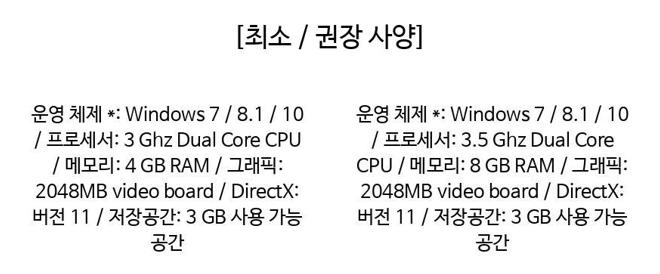 [최소 / 권장 사양]
운영 체제 *: Windows 7 / 8.1 / 10
/ 프로세서: 3 Ghz Dual Core CPU
/ 메모리: 4 GB RAM / 그래픽:
2048MB video board / DirectX:
버전 11 / 저장공간: 3 GB 사용 가능
공간
운영 체제 *: Windows 7 / 8.1 / 10
/ 프로세서: 3.5 Ghz Dual Core
CPU / 메모리: 8 GB RAM / 그래픽:
2048MB video board / DirectX:
버전 11 / 저장공간: 3 GB 사용 가능
공간